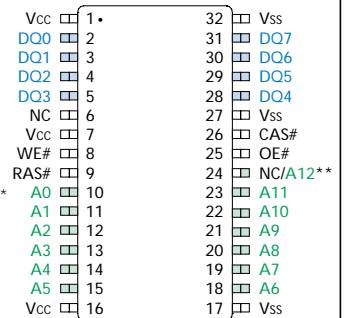 Vcc 1 32 Vss
DQ0 2 31 DQ7
DQ1 3 30 DQ6
DQ2 4 29 DQ5
DQ3 5 28 DQ4
NC 6 27 Vss
Vcc 7 26 CAS#
WE# 8 25 OE#
RAS# 9 24 NC/A12**
* A0 10 23 A11
A1 11 22 A10
A2 12 21 A9
A3 13 20 A8
A4 14 19 A7
A5 15 18 A6
Vcc 16 17 Vss